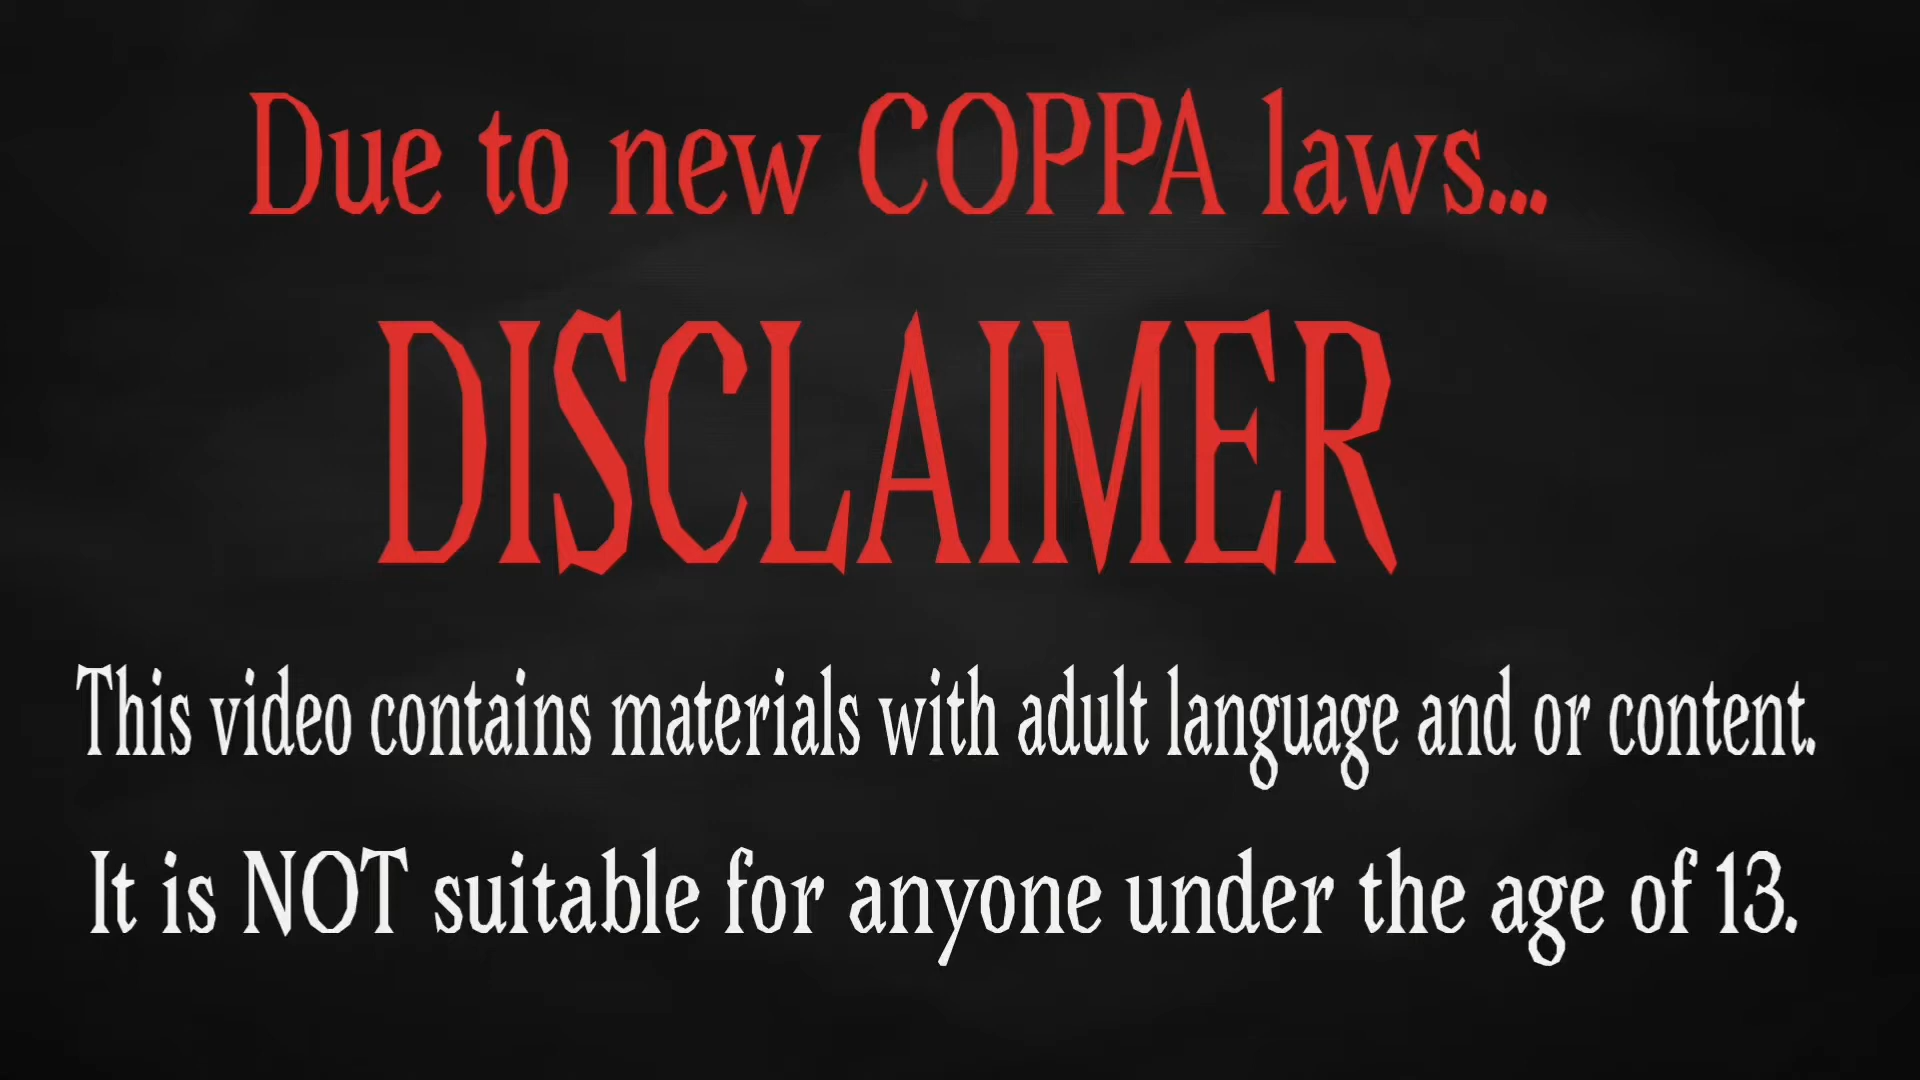 Due to new COPPA laws...
DISCLAIMER
This video contains materials with adult language and or content.
It is NOT suitable for anyone under the age of 13.